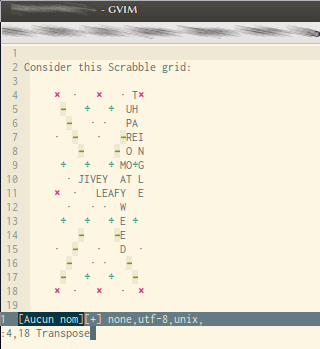 - GVIM
1
2 Consider this Scrabble grid:
3
4 × · × · T×
5 - + + UH
6 - · · PA
7 · - · -REI
8 - - O N
9 + + + MO+G
10 · JIVEY AT L
11 × · LEAFY E
12 · · · W
13 + + + E +
14 - -E
15 · - · D ·
16 - · · -
17 - + + -
18 × · × · ×
1 [Aucun nom][+] none,utf-8,unix,
:4,18 Transpose